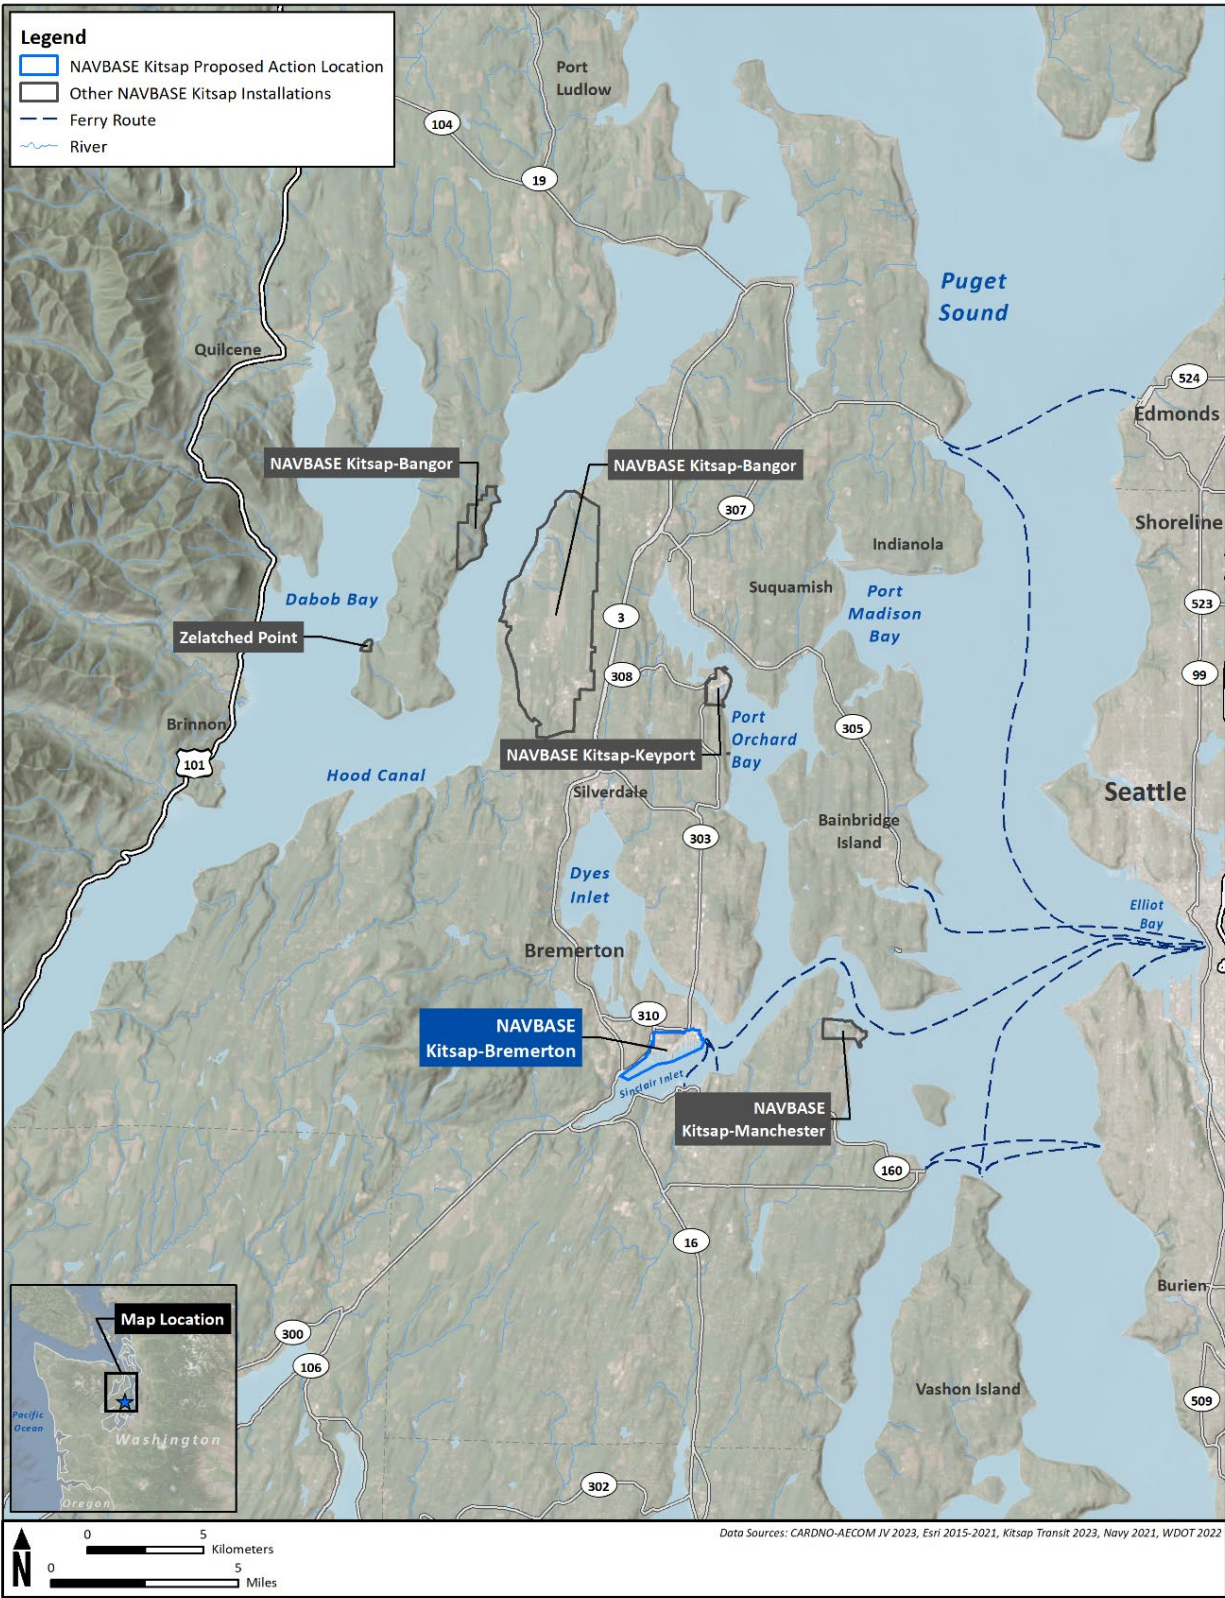 Legend
NAVBASE Kitsap Proposed Action Location
Other NAVBASE Kitsap Installations
Ferry Route
River
Port
Ludlow
104
19
Puget
Sound
Quilcene
524
Edmonds
NAVBASE Kitsap-Bangor
NAVBASE Kitsap-Bangor
307
Shoreline
Indianola
Suquamish
Dabob Bay
Port
Madison
Bay
523
3
Zelatched Point
308
99
Brinnon
Port
Orchard
Bay
305
101
NAVBASE Kitsap-Keyport
Hood Canal
Silverdale
Seattle
Bainbridge
Island
303
Dyes
Inlet
Elliot
Bay
Bremerton
310
NAVBASE
Kitsap-Bremerton
Sinclair Inlet
NAVBASE
Kitsap-Manchester
160
16
Burien
Map Location
300
106
Vashon Island
509
Pacific
Ocean
Washington
302
Oregon
N
0 5
Kilometers
0 5
Miles
Data Sources: CARDNO-AECOM JV 2023, Esri 2015-2021, Kitsap Transit 2023, Navy 2021, WDOT 2022